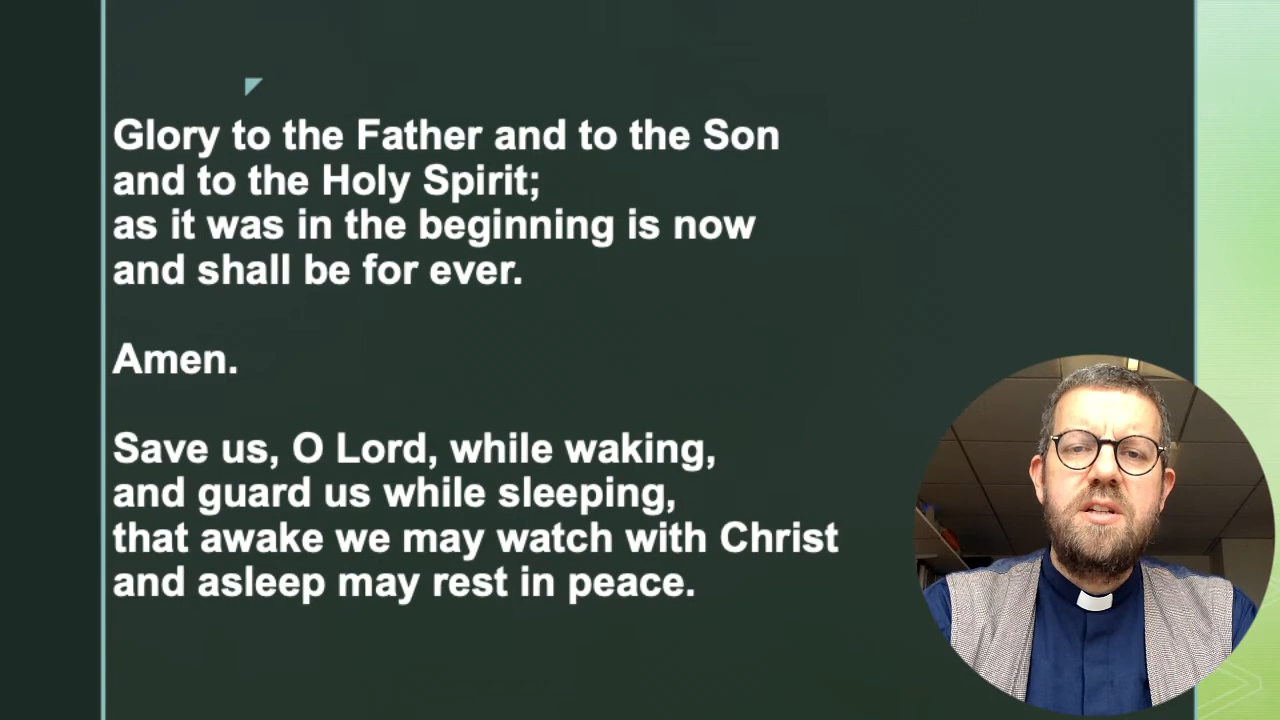 Glory to the Father and to the Son
and to the Holy Spirit;
as it was in the beginning is now
and shall be for ever.
Amen.
Save us, O Lord, while waking,
and guard us while sleeping,
that awake we may watch with Christ
and asleep may rest in peace.